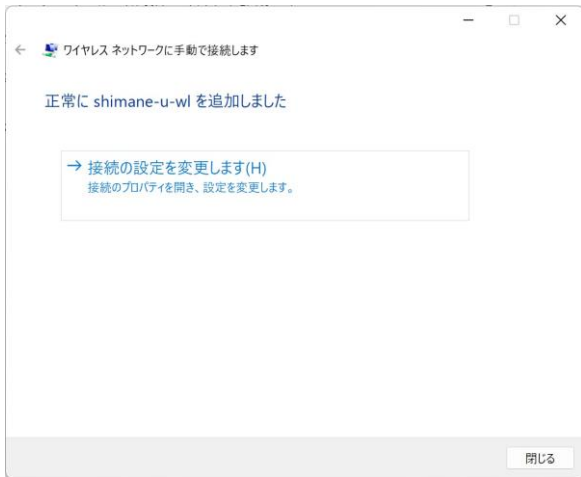 ワイヤレス ネットワークに手動で接続します
正常に shimane-u-wl を追加しました
→ 接続の設定を変更します(H)
接続のプロパティを開き、設定を変更します。
閉じる